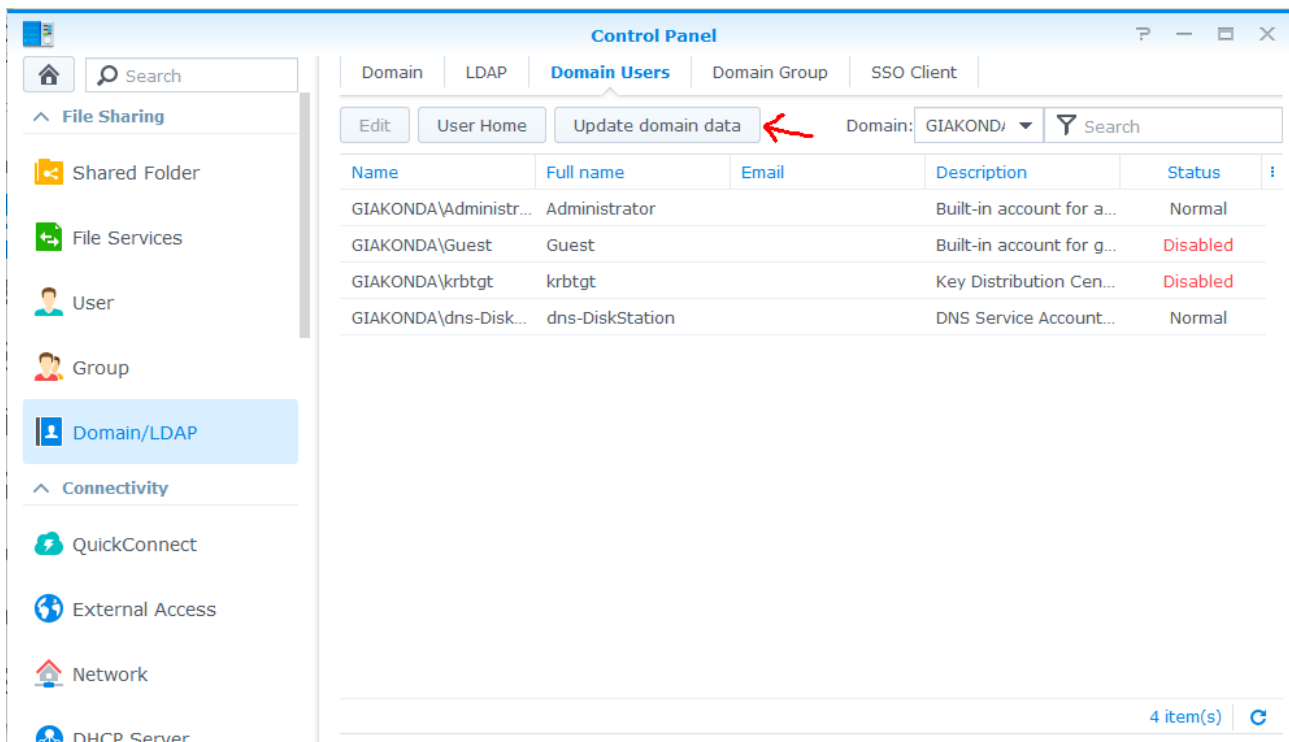 Control Panel
Search
File Sharing
Shared Folder
File Services
User
Group
Domain/LDAP
Connectivity
QuickConnect
External Access
Network
DHCP Server
Domain LDAP Domain Users Domain Group SSO Client
Edit User Home Update domain data Domain: GIAKOND Search
Name Full name Email Description Status
GIAKONDA\Administr... Administrator Built-in account for a... Normal
GIAKONDA\Guest Guest Built-in account for g... Disabled
GIAKONDA\krbtgt krbtgt Key Distribution Cen... Disabled
GIAKONDA\dns-Disk... dns-DiskStation DNS Service Account... Normal
4 item(s)